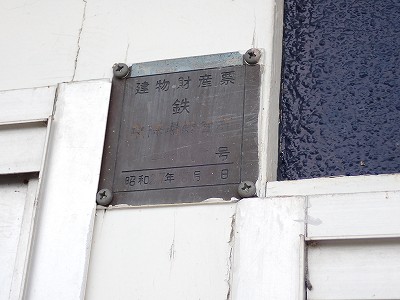 建物財産票
鉄
号
昭和 年 月 日